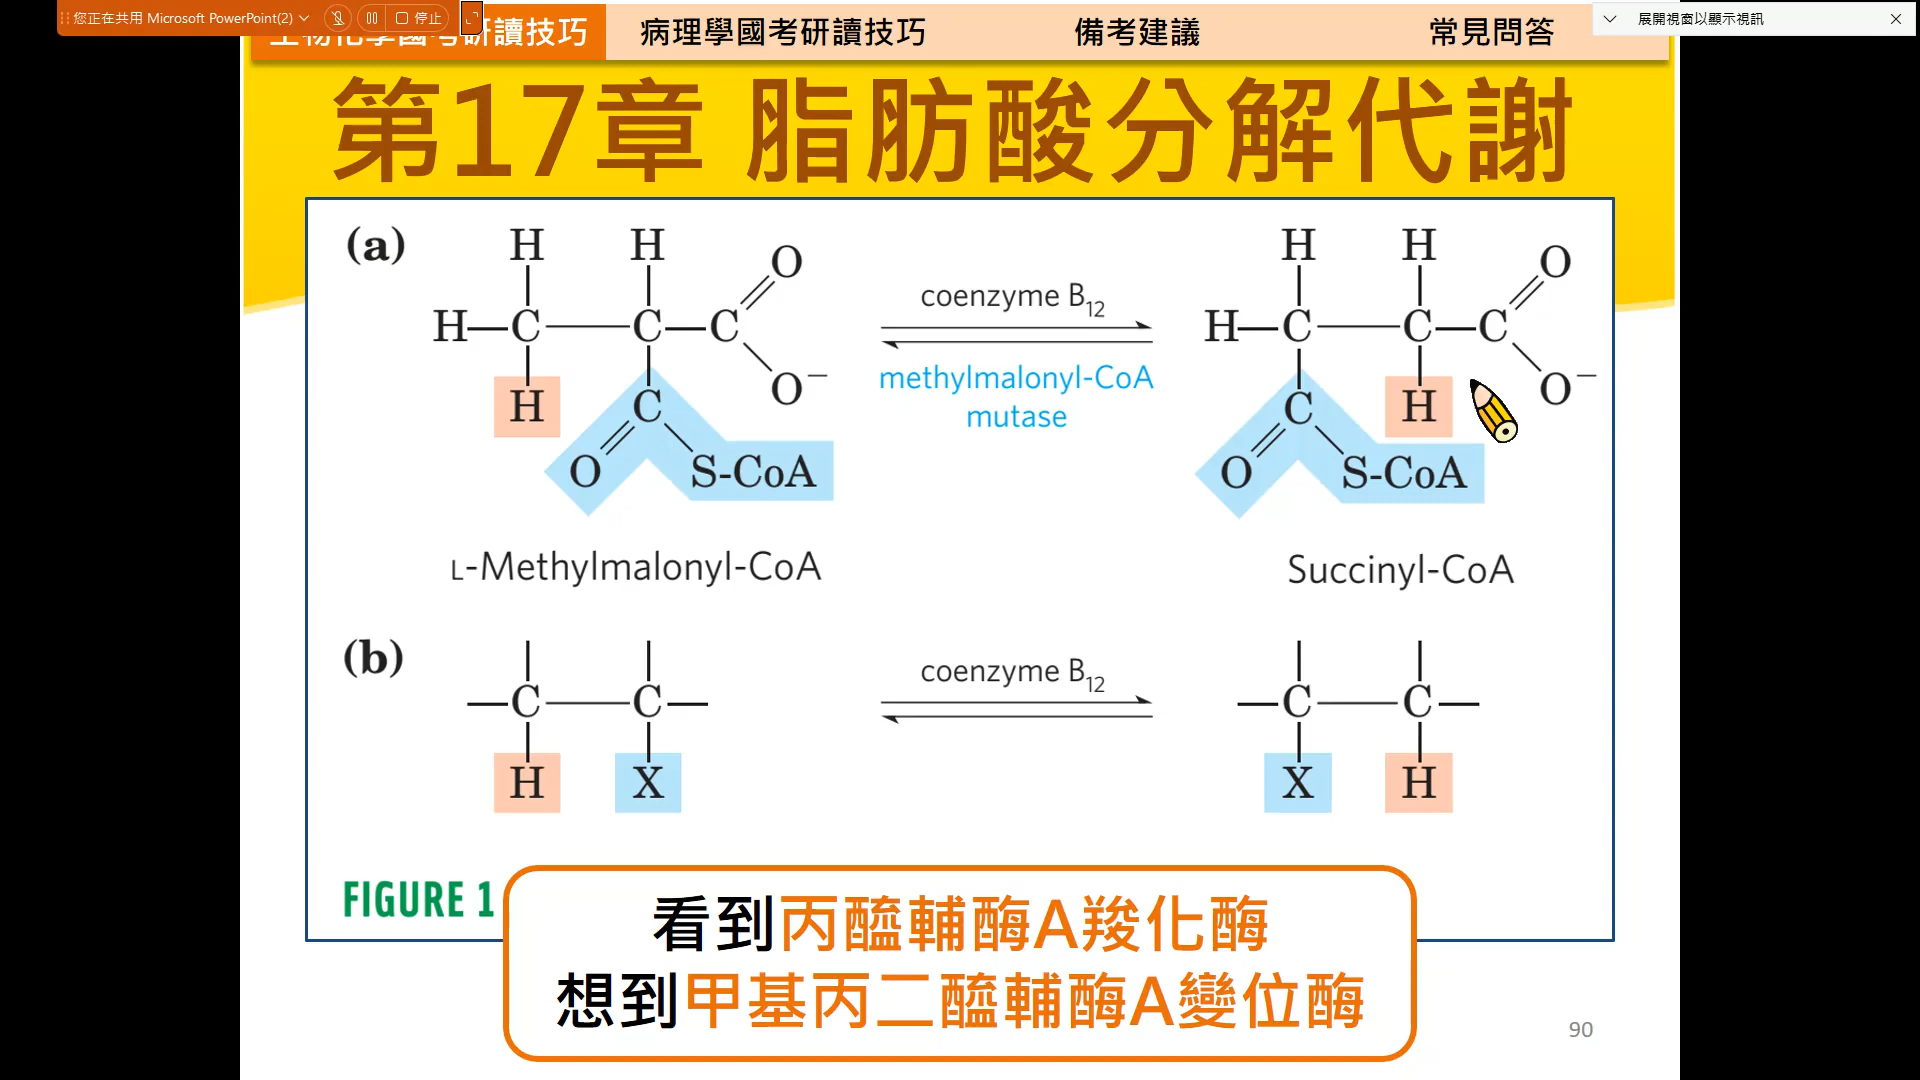 您正在共用 Microsoft PowerPoint(2) 停止
展開視窗以顯示視訊
生物化學國考研讀技巧 病理學國考研讀技巧 備考建議 常見問答
第17章 脂肪酸分解代謝
(a)
H H O
H C C C
H C O−
O S-CoA
L-Methylmalonyl-CoA
coenzyme B12
methylmalonyl-CoA
mutase
H H O
H C C C
C H O−
O S-CoA
Succinyl-CoA
(b)
C C
H X
coenzyme B12
C C
X H
FIGURE 1
看到丙醯輔酶A羧化酶
想到甲基丙二醯輔酶A變位酶
90